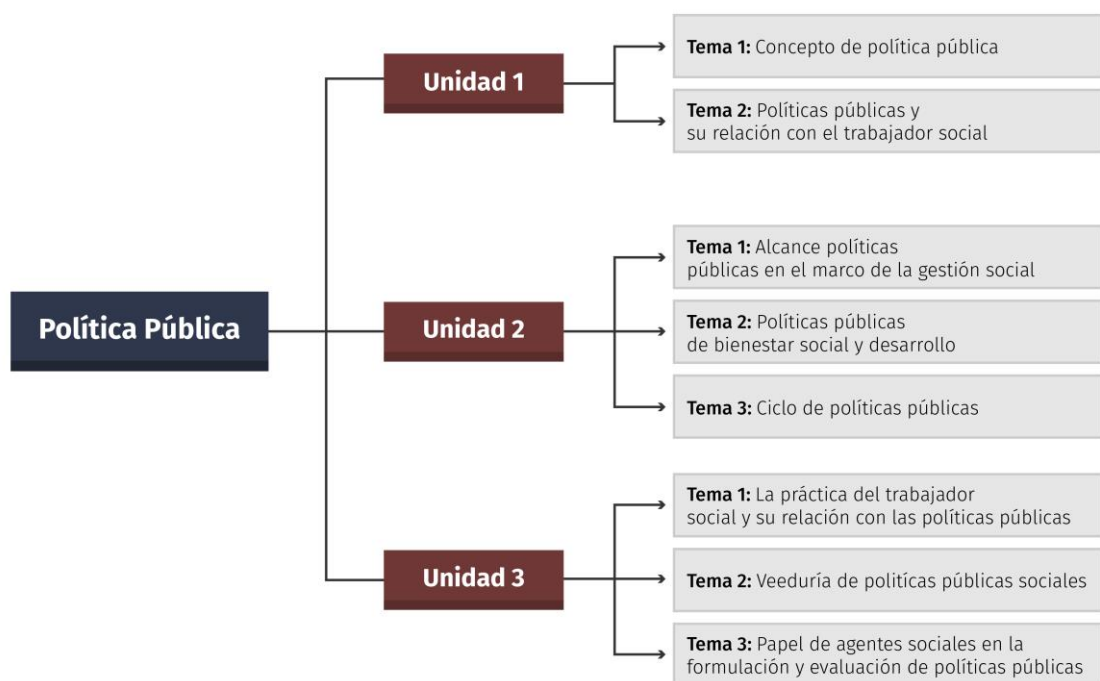 Política Pública
Unidad 1
Tema 1: Concepto de política pública
Tema 2: Políticas públicas y
su relación con el trabajador social
Unidad 2
Tema 1: Alcance políticas
públicas en el marco de la gestión social
Tema 2: Políticas públicas
de bienestar social y desarrollo
Tema 3: Ciclo de políticas públicas
Unidad 3
Tema 1: La práctica del trabajador
social y su relación con las políticas públicas
Tema 2: Veeduría de politícas públicas sociales
Tema 3: Papel de agentes sociales en la
formulación y evaluación de políticas públicas